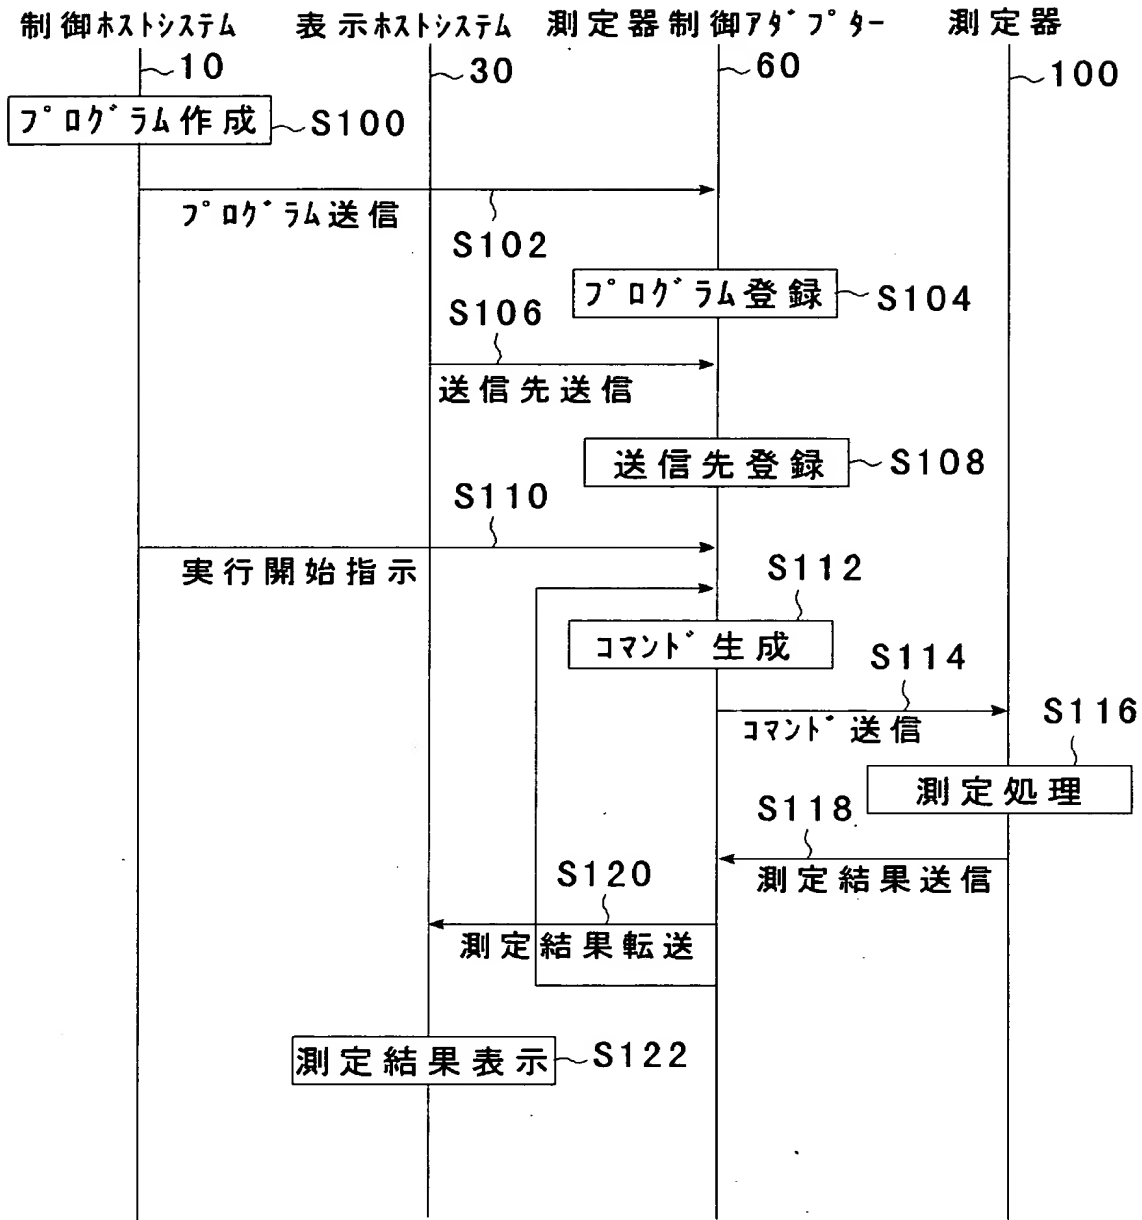 制御ホストシステム 表示ホストシステム 測定器制御アダプター 測定器
10 30 60 100
プログラム作成 S100
プログラム送信
S102
プログラム登録 S104
S106
送信先送信
送信先登録 S108
S110
実行開始指示
S112
コマンド生成
S114
コマンド送信
S116
測定処理
S118
測定結果送信
S120
測定結果転送
測定結果表示 S122